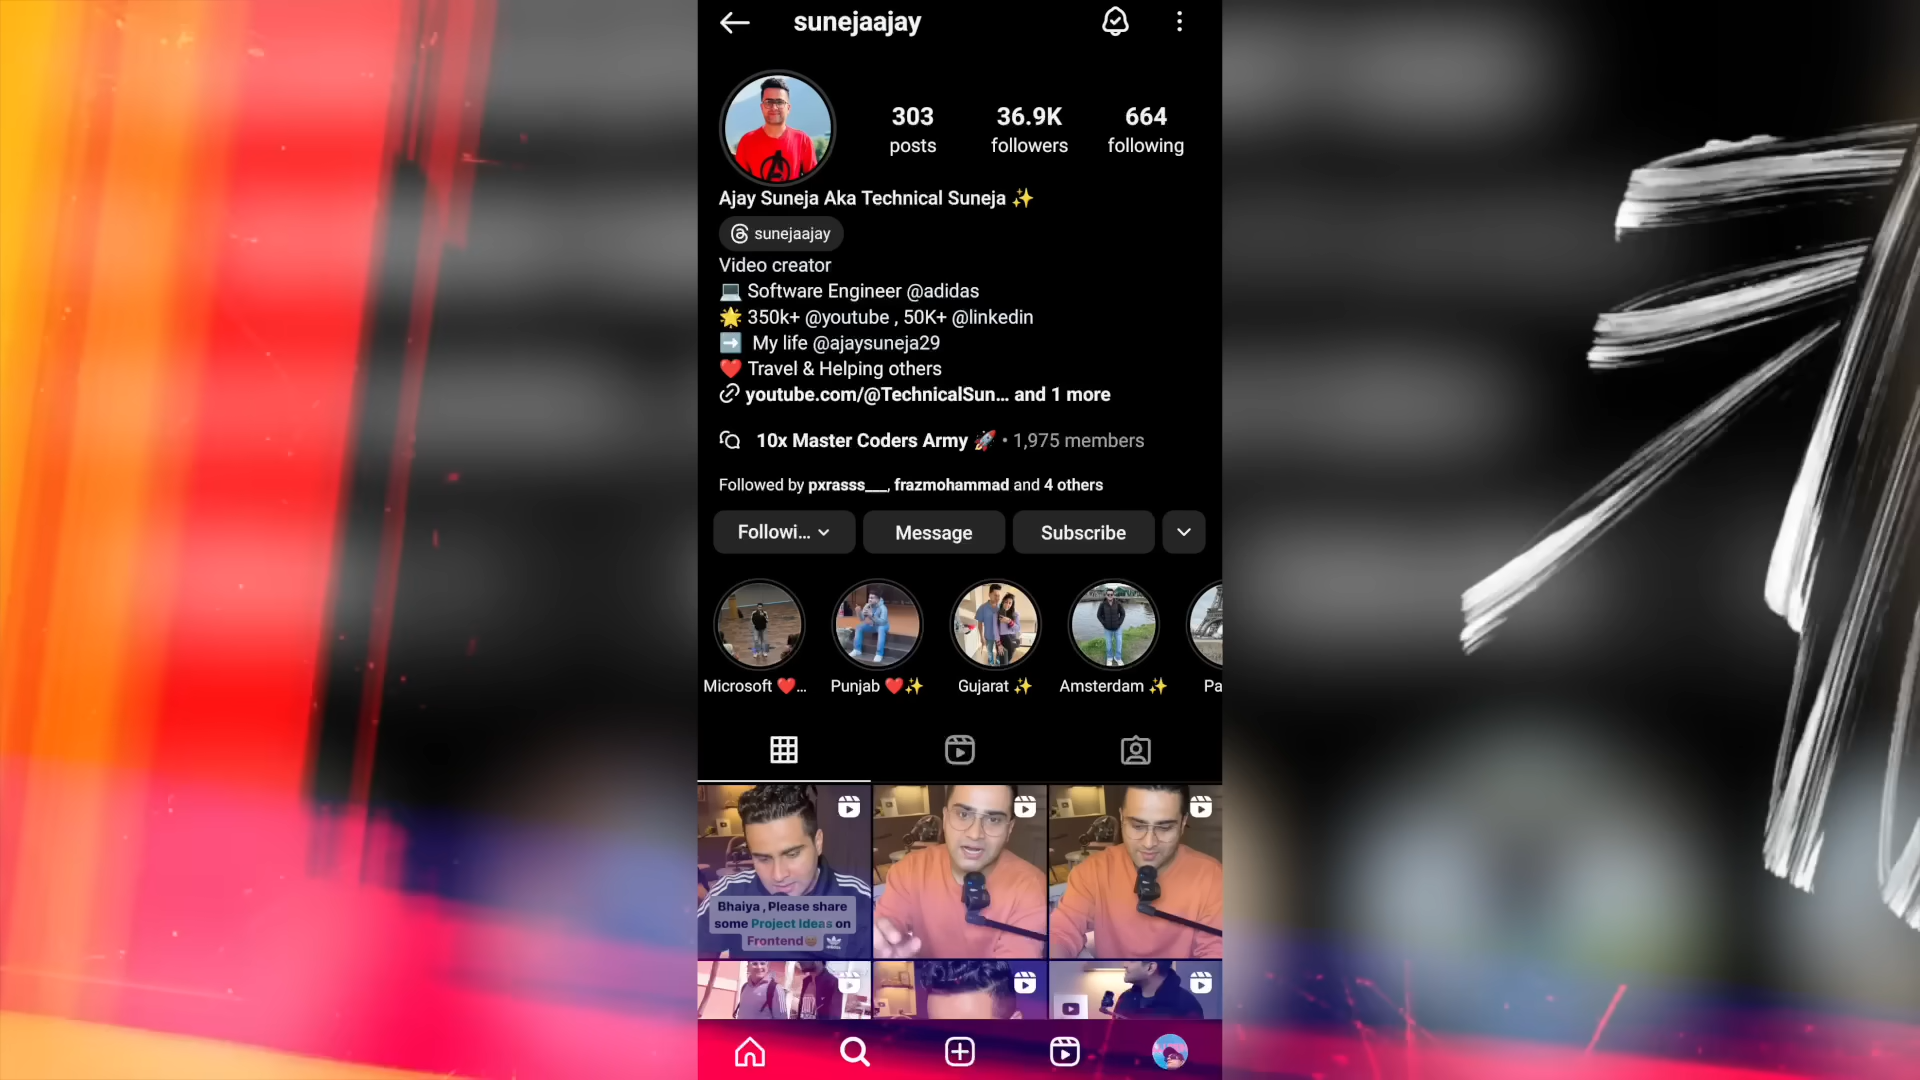 sunejaajay
303 36.9K 664
posts followers following
Ajay Suneja Aka Technical Suneja ✨
sunejaajay
Video creator
💻 Software Engineer @adidas
🌟 350k+ @youtube , 50K+ @linkedin
➡️ My life @ajaysuneja29
❤️ Travel & Helping others
youtube.com/@TechnicalSun... and 1 more
10x Master Coders Army 🚀 • 1,975 members
Followed by pxrasss___, frazmohammad and 4 others
Followi... Message Subscribe
Microsoft ❤️... Punjab ❤️✨ Gujarat ✨ Amsterdam ✨ Pa
Bhaiya , Please share
some Project Ideas on
Frontend😅